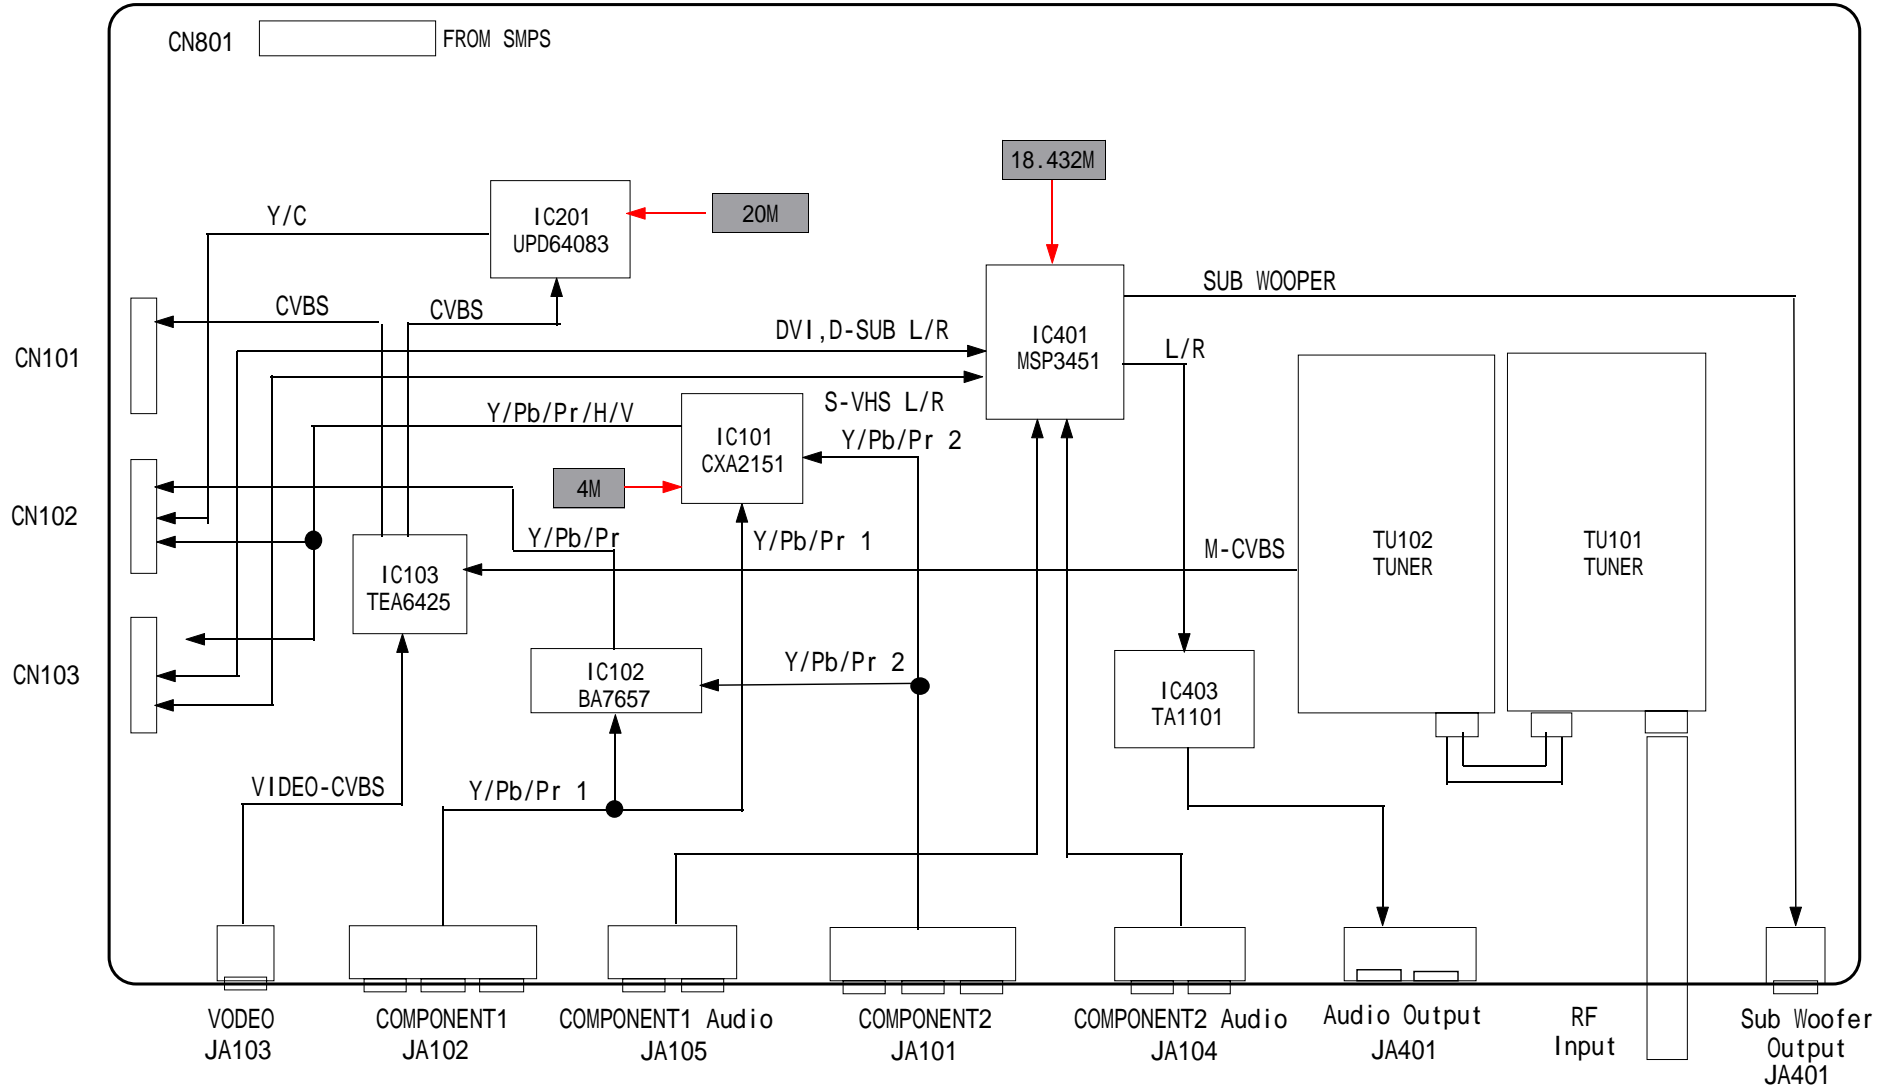 CN801
FROM SMPS
18.432M
20M
IC201
UPD64083
Y/C
CVBS
CVBS
SUB WOOPER
DVI,D-SUB L/R
IC401
MSP3451
L/R
CN101
S-VHS L/R
Y/Pb/Pr/H/V
IC101
CXA2151
Y/Pb/Pr 2
4M
CN102
Y/Pb/Pr
Y/Pb/Pr 1
M-CVBS
TU102
TUNER
TU101
TUNER
IC103
TEA6425
CN103
IC102
BA7657
Y/Pb/Pr 2
IC403
TA1101
VIDEO-CVBS
Y/Pb/Pr 1
VODEO
JA103
COMPONENT1
JA102
COMPONENT1 Audio
JA105
COMPONENT2
JA101
COMPONENT2 Audio
JA104
Audio Output
JA401
RF
Input
Sub Woofer
Output
JA401